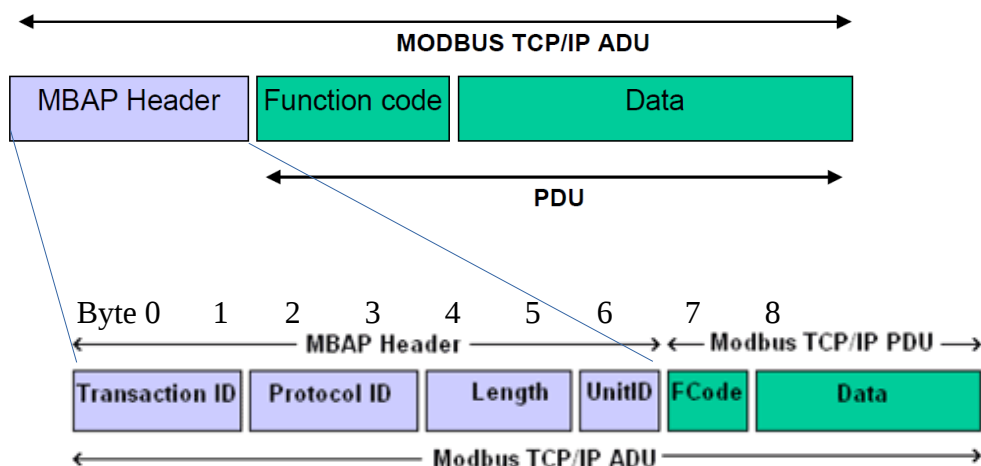 MODBUS TCP/IP ADU
MBAP Header Function code Data
PDU
Byte 0 1 2 3 4 5 6 7 8
MBAP Header Modbus TCP/IP PDU
Transaction ID Protocol ID Length UnitID FCode Data
Modbus TCP/IP ADU